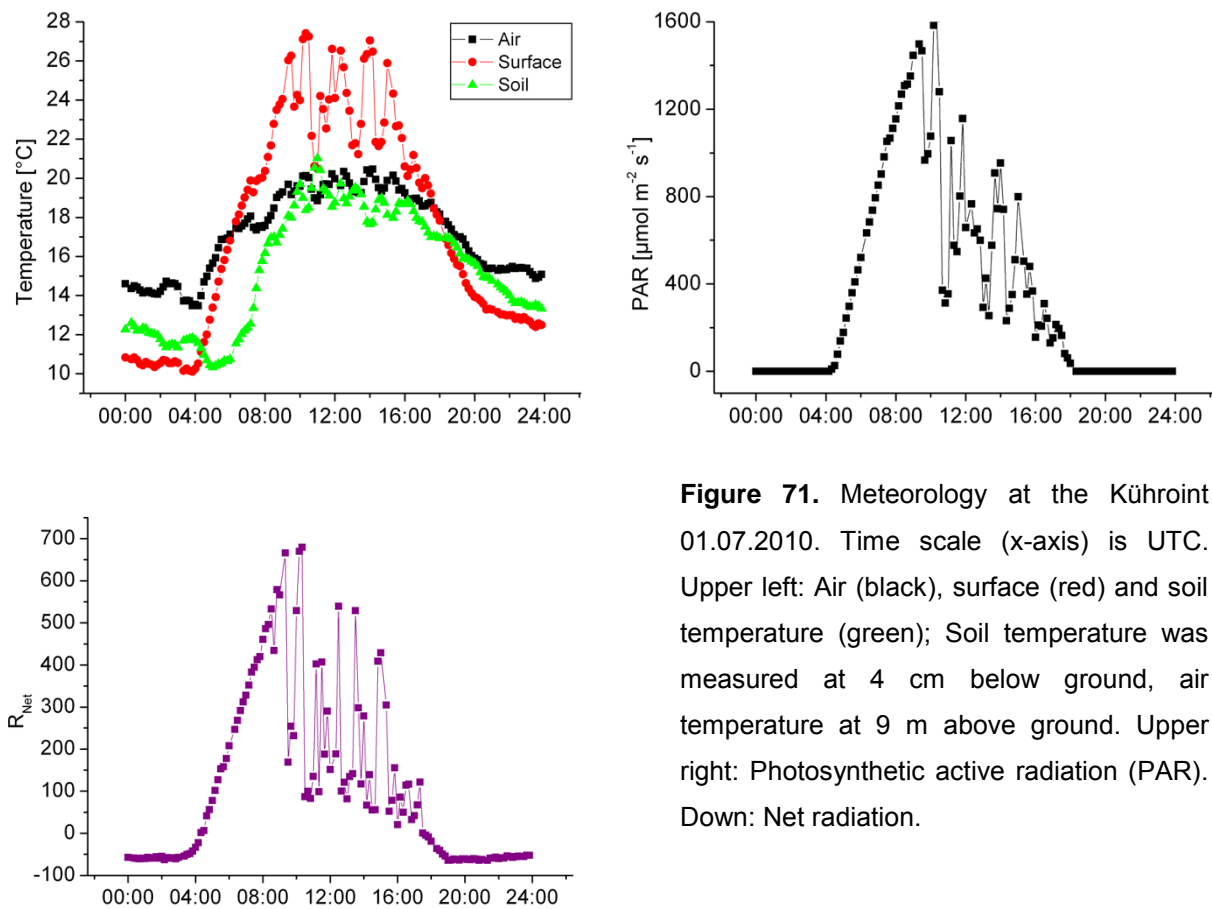 28
26
24
22
20
18
16
14
12
10
Temperature [°C]
Air
Surface
Soil
00:00 04:00 08:00 12:00 16:00 20:00 24:00
1600
1200
800
400
0
PAR [µmol m⁻² s⁻¹]
00:00 04:00 08:00 12:00 16:00 20:00 24:00
700
600
500
400
300
200
100
0
-100
R_Net
00:00 04:00 08:00 12:00 16:00 20:00 24:00
Figure 71. Meteorology at the Kühroint
01.07.2010. Time scale (x-axis) is UTC.
Upper left: Air (black), surface (red) and soil
temperature (green); Soil temperature was
measured at 4 cm below ground, air
temperature at 9 m above ground. Upper
right: Photosynthetic active radiation (PAR).
Down: Net radiation.